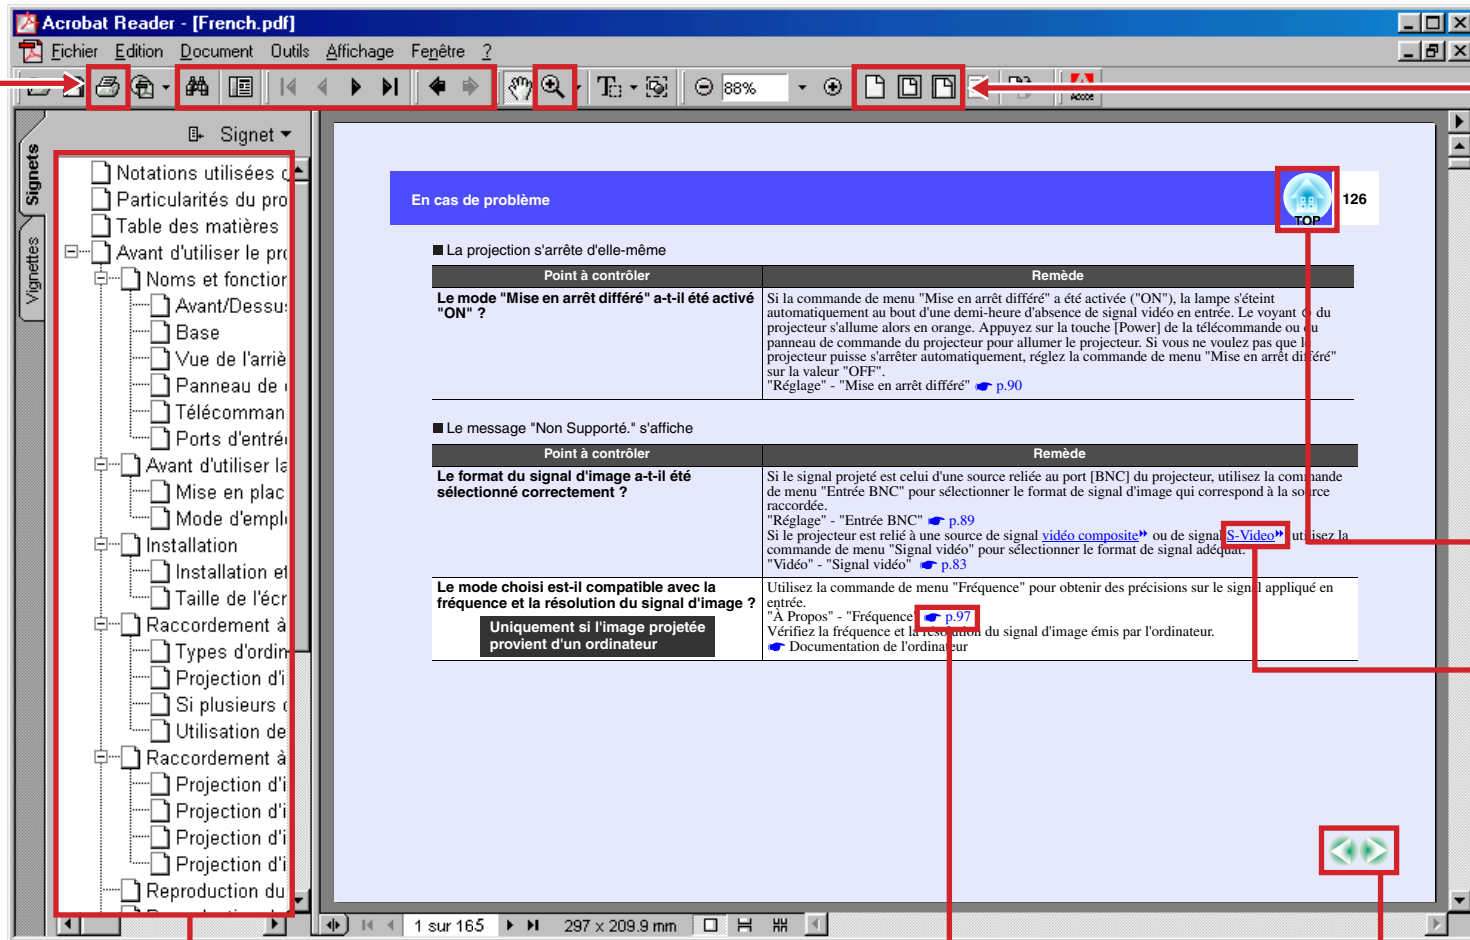 Acrobat Reader - [French.pdf]
Fichier Edition Document Outils Affichage Fenêtre ?
88%
Adobe
Signets
Vignettes
Signet
Notations utilisées
Particularités du pro
Table des matières
Avant d'utiliser le pro
Noms et fonction
Avant/Dessus
Base
Vue de l'arriè
Panneau de
Télécomman
Ports d'entré
Avant d'utiliser la
Mise en plac
Mode d'empl
Installation
Installation et
Taille de l'écr
Raccordement à
Types d'ordin
Projection d'i
Si plusieurs
Utilisation de
Raccordement à
Projection d'i
Projection d'i
Projection d'i
Projection d'i
Reproduction du
En cas de problème
TOP
126
■ La projection s'arrête d'elle-même
Point à contrôler Remède
Le mode "Mise en arrêt différé" a-t-il été activé "ON" ?
Si la commande de menu "Mise en arrêt différé" a été activée ("ON"), la lampe s'éteint
automatiquement au bout d'une demi-heure d'absence de signal vidéo en entrée. Le voyant du
projecteur s'allume alors en orange. Appuyez sur la touche [Power] de la télécommande ou du
panneau de commande du projecteur pour allumer le projecteur. Si vous ne voulez pas que le
projecteur puisse s'arrêter automatiquement, réglez la commande de menu "Mise en arrêt différé"
sur la valeur "OFF".
"Réglage" - "Mise en arrêt différé" ☛ p.90
■ Le message "Non Supporté." s'affiche
Point à contrôler Remède
Le format du signal d'image a-t-il été
sélectionné correctement ?
Si le signal projeté est celui d'une source reliée au port [BNC] du projecteur, utilisez la commande
de menu "Entrée BNC" pour sélectionner le format de signal d'image qui correspond à la source
raccordée.
"Réglage" - "Entrée BNC" ☛ p.89
Si le projecteur est relié à une source de signal vidéo composite ou de signal S-Video, utilisez la
commande de menu "Signal vidéo" pour sélectionner le format de signal adéquat.
"Vidéo" - "Signal vidéo" ☛ p.83
Le mode choisi est-il compatible avec la
fréquence et la résolution du signal d'image ?
Uniquement si l'image projetée
provient d'un ordinateur
Utilisez la commande de menu "Fréquence" pour obtenir des précisions sur le signal appliqué en
entrée.
"À Propos" - "Fréquence" ☛ p.97
Vérifiez la fréquence et la résolution du signal d'image émis par l'ordinateur.
☛ Documentation de l'ordinateur
1 sur 165 297 x 209.9 mm